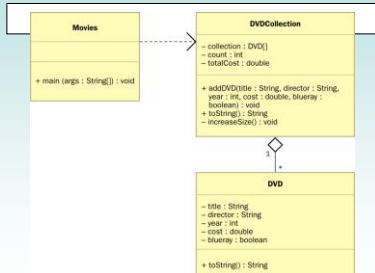 Movies
+ main (args : String[]) : void
DVDCollection
– collection : DVD[]
– count : int
– totalCost : double
+ addDVD(title : String, director : String,
year : int, cost : double, blueray :
boolean) : void
+ toString() : String
– increaseSize() : void
1
*
DVD
– title : String
– director : String
– year : int
– cost : double
– blueray : boolean
+ toString() : String